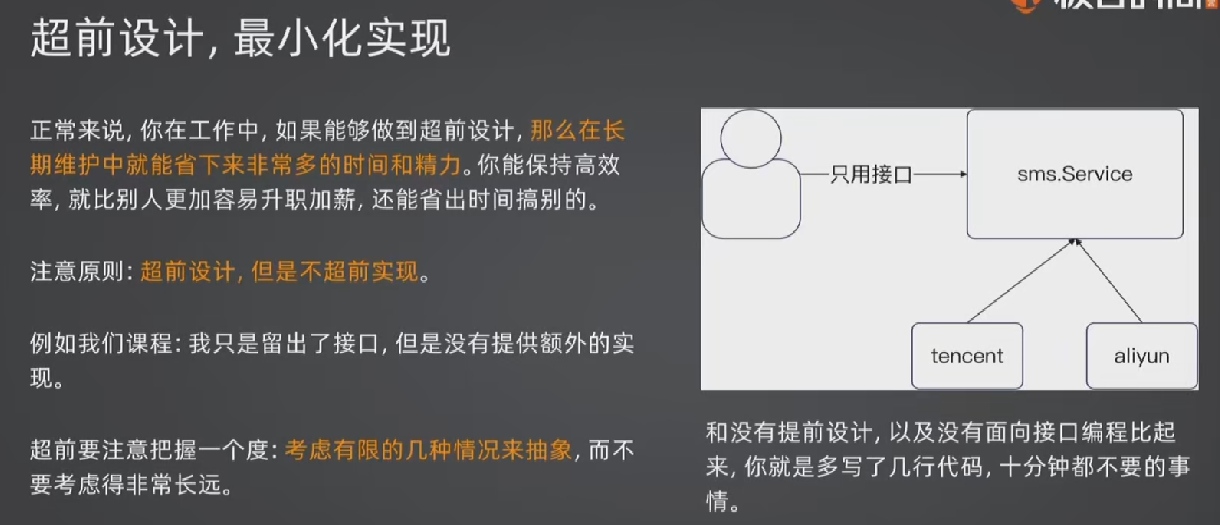 超前设计, 最小化实现
正常来说, 你在工作中, 如果能够做到超前设计, 那么在长
期维护中就能省下来非常多的时间和精力。你能保持高效
率, 就比别人更加容易升职加薪, 还能省出时间搞别的。
注意原则: 超前设计, 但是不超前实现。
例如我们课程: 我只是留出了接口, 但是没有提供额外的实
现。
超前要注意把握一个度: 考虑有限的几种情况来抽象, 而不
要考虑得非常长远。
只用接口
sms.Service
tencent
aliyun
和没有提前设计, 以及没有面向接口编程比起
来, 你就是多写了几行代码, 十分钟都不要的事
情。